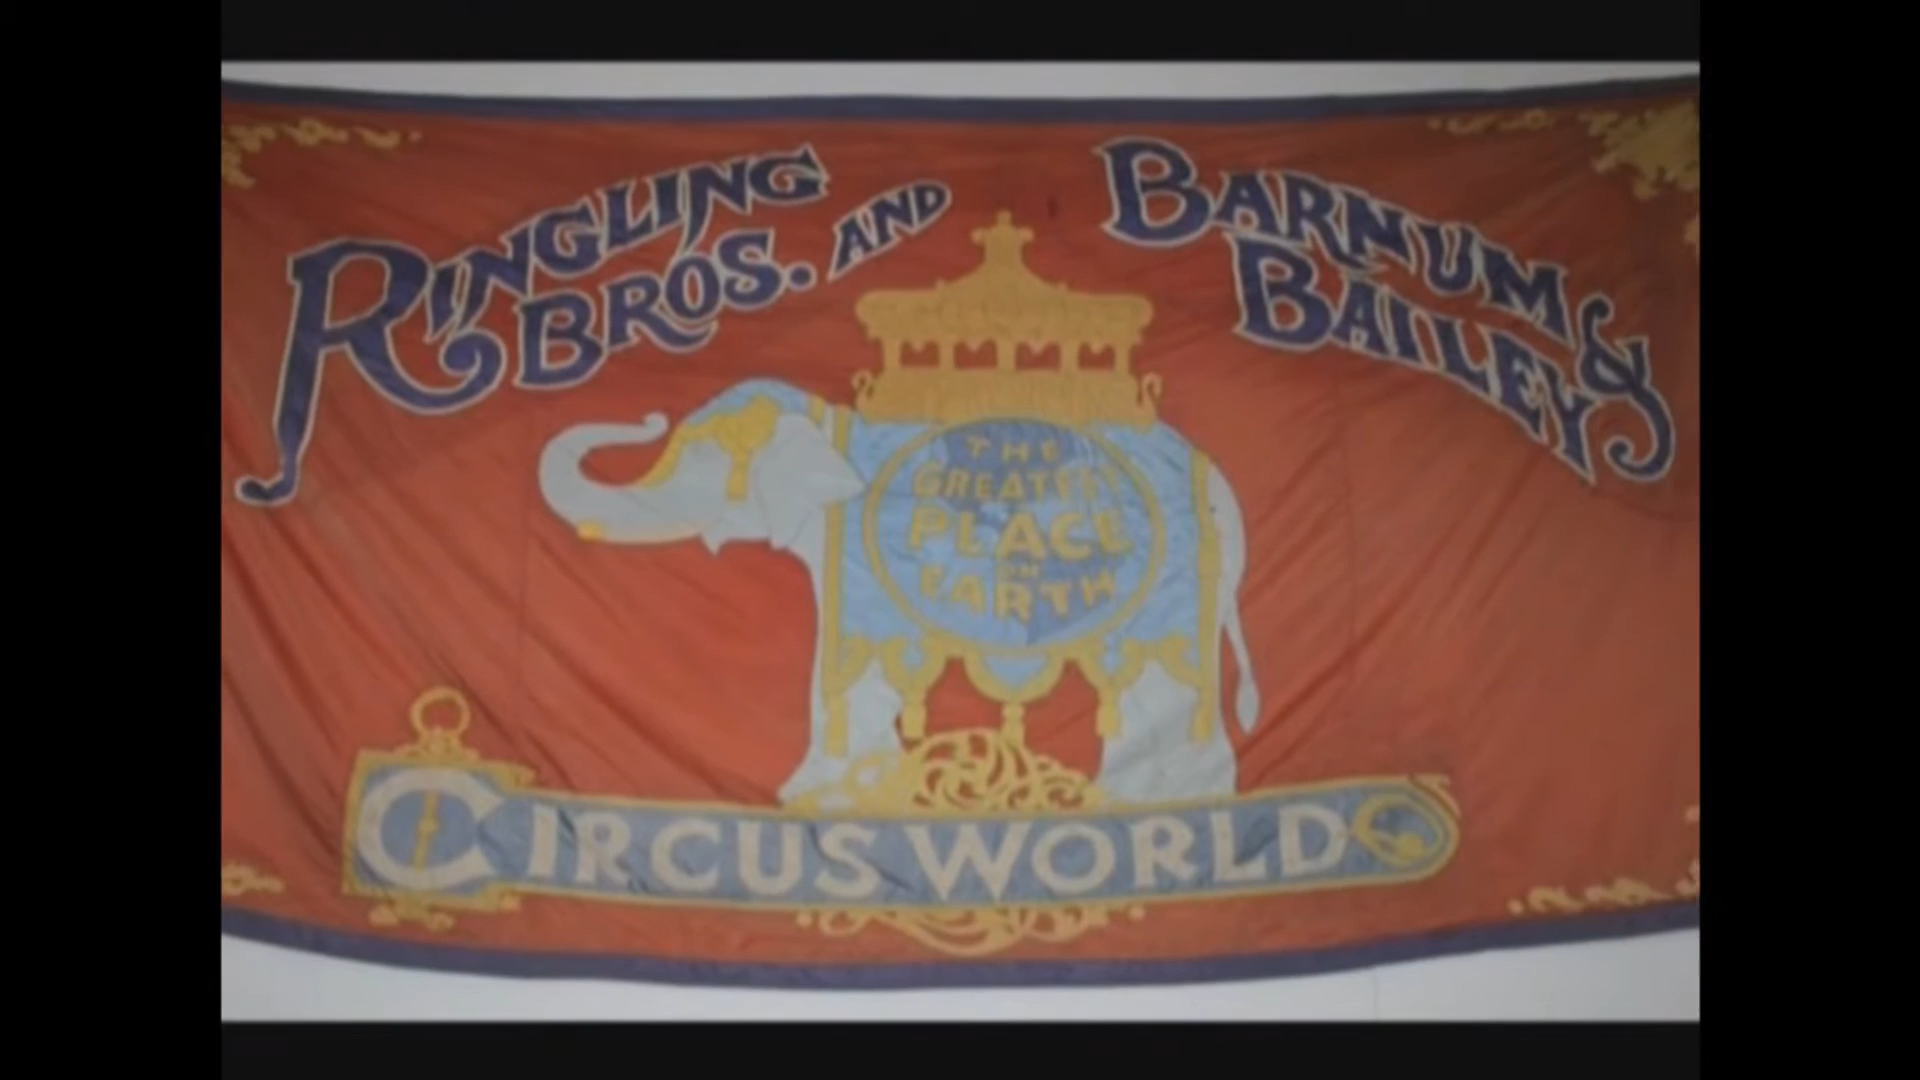 RINGLING
BROS. AND
BARNUM &
BAILEY
THE
GREATEST
PLACE
ON
EARTH
CIRCUS WORLD